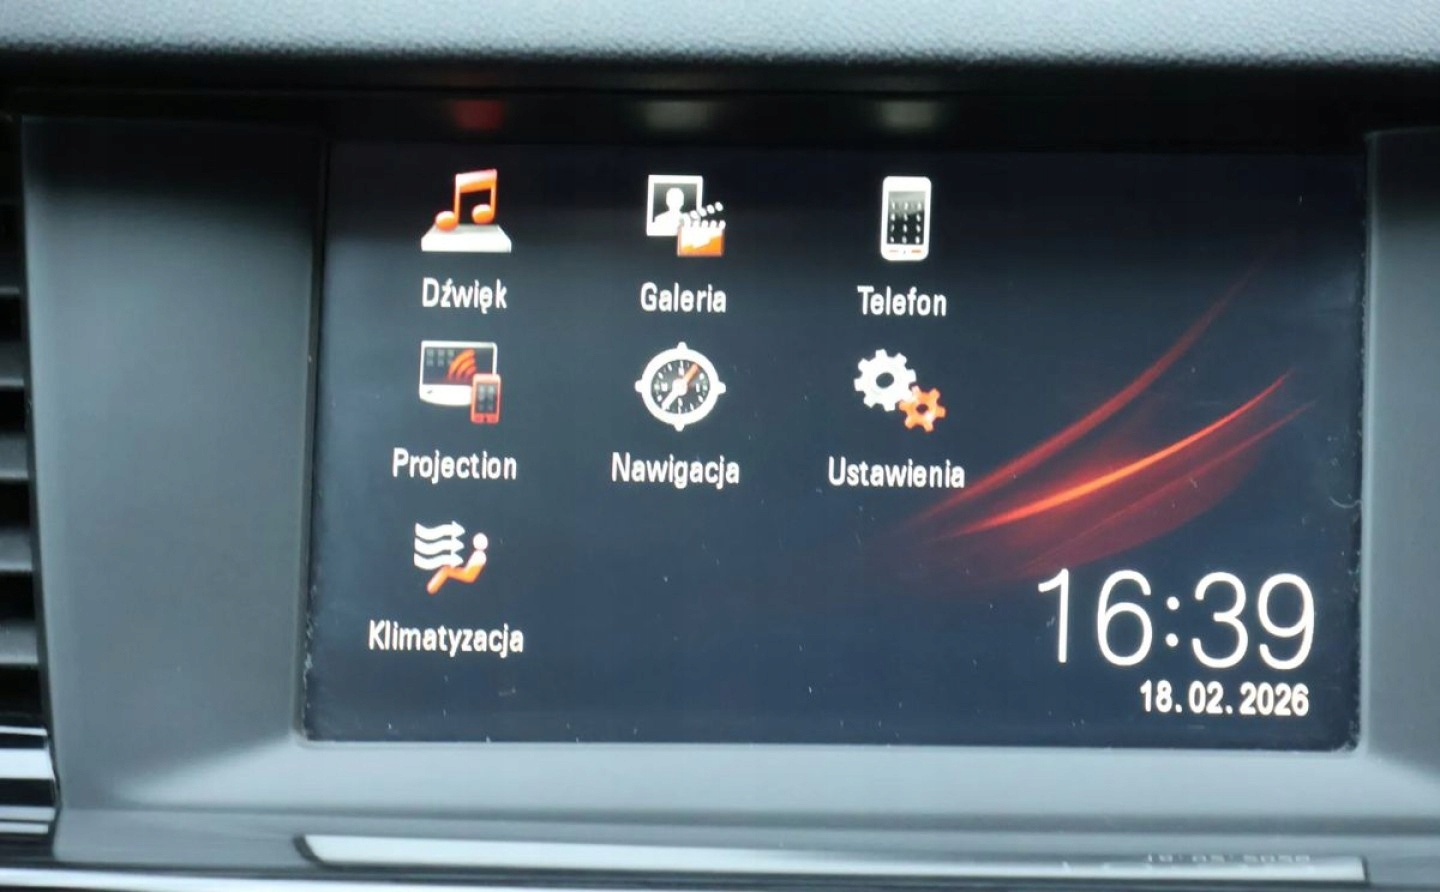 Dźwięk Galeria Telefon
Projection Nawigacja Ustawienia
Klimatyzacja
16:39
18.02.2026